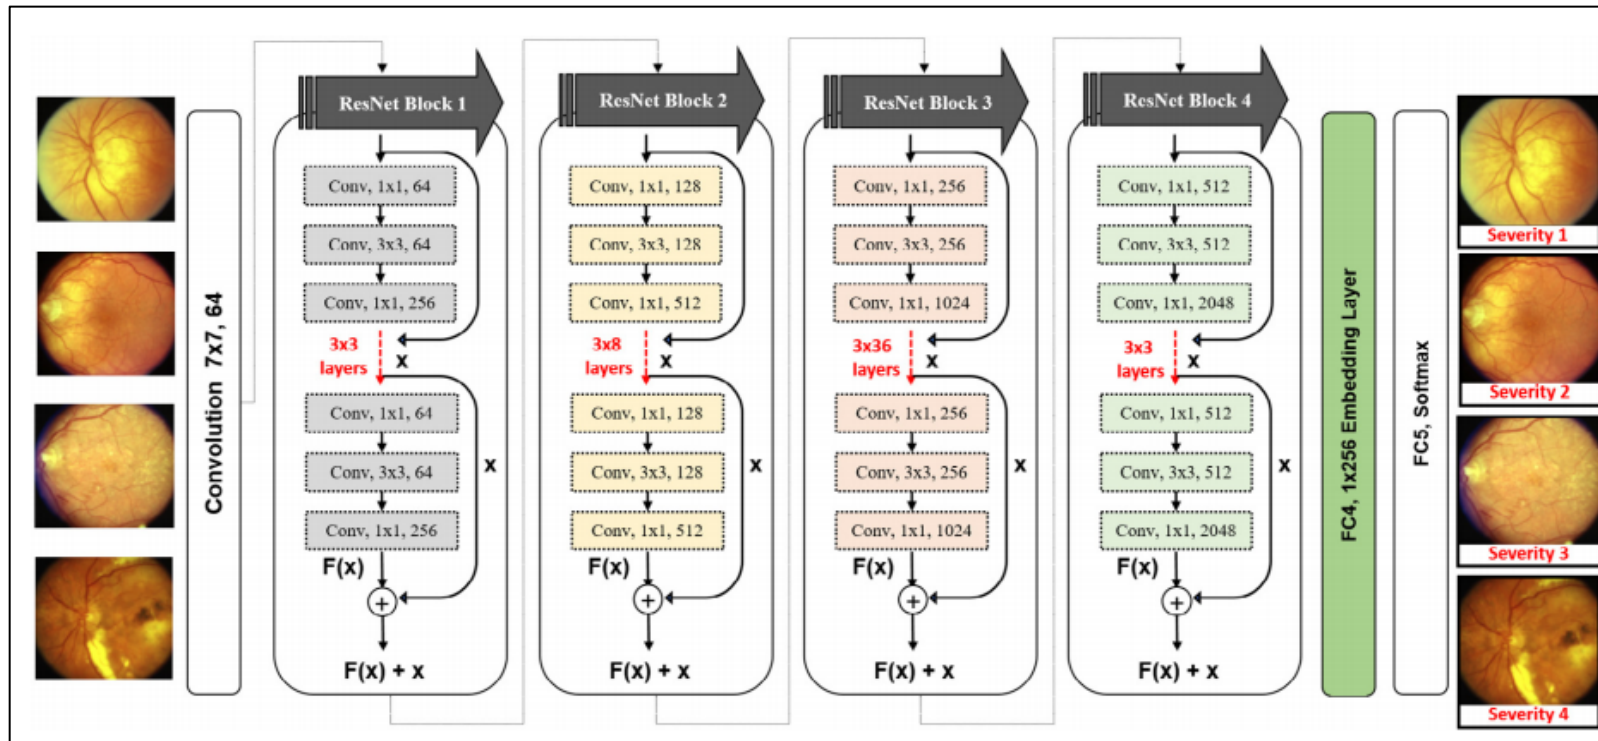 Convolution 7x7, 64
ResNet Block 1
Conv, 1x1, 64
Conv, 3x3, 64
Conv, 1x1, 256
3x3
layers
X
Conv, 1x1, 64
Conv, 3x3, 64
X
Conv, 1x1, 256
F(x)
+
F(x) + x
ResNet Block 2
Conv, 1x1, 128
Conv, 3x3, 128
Conv, 1x1, 512
3x8
layers
X
Conv, 1x1, 128
Conv, 3x3, 128
X
Conv, 1x1, 512
F(x)
+
F(x) + x
ResNet Block 3
Conv, 1x1, 256
Conv, 3x3, 256
Conv, 1x1, 1024
3x36
layers
X
Conv, 1x1, 256
Conv, 3x3, 256
X
Conv, 1x1, 1024
F(x)
+
F(x) + x
ResNet Block 4
Conv, 1x1, 512
Conv, 3x3, 512
Conv, 1x1, 2048
3x3
layers
X
Conv, 1x1, 512
Conv, 3x3, 512
X
Conv, 1x1, 2048
F(x)
+
F(x) + x
FC4, 1x256 Embedding Layer
FC5, Softmax
Severity 1
Severity 2
Severity 3
Severity 4